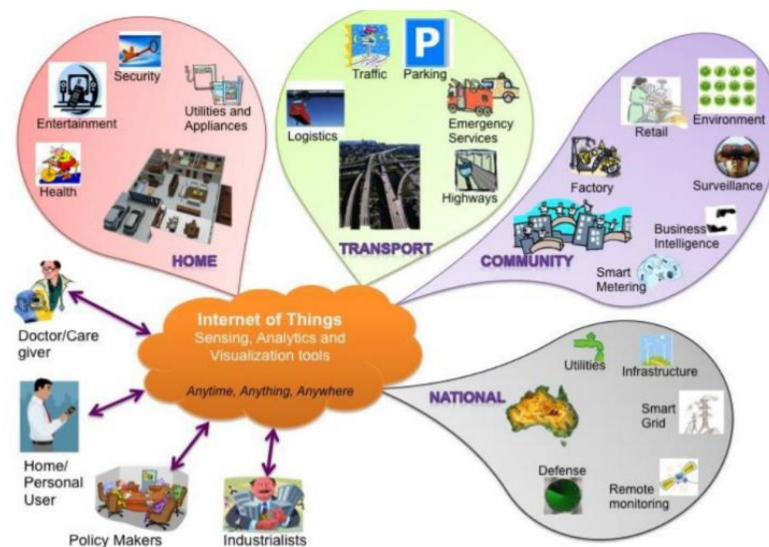 Security
Entertainment
Utilities and
Appliances
Health
HOME
Traffic
P
Parking
Logistics
Emergency
Services
Highways
TRANSPORT
Retail
Environment
Factory
Surveillance
Business
Intelligence
COMMUNITY
Smart
Metering
Internet of Things
Sensing, Analytics and
Visualization tools
Anytime, Anything, Anywhere
Doctor/Care
giver
Home/
Personal
User
Policy Makers
Industrialists
NATIONAL
Utilities
Infrastructure
Smart
Grid
Defense
Remote
monitoring